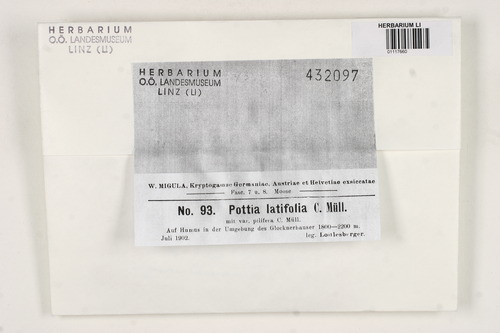 HERBARIUM
O.Ö. LANDESMUSEUM
LINZ (LI)
HERBARIUM LI
HERBARIUM
O.Ö. LANDESMUSEUM
LINZ (LI)
432097
W. MIGULA, Kryptogamae Germaniae, Austriae et Helvetiae exsiccatae
Fasc. 7 u. 8. Moose
No. 93. Pottia latifolia C. Müll.
mit var. pilifera C. Müll.
Auf Humus in der Umgebung des Glocknerhauses 1800—2200 m.
Juli 1902. leg. Loitlesberger.